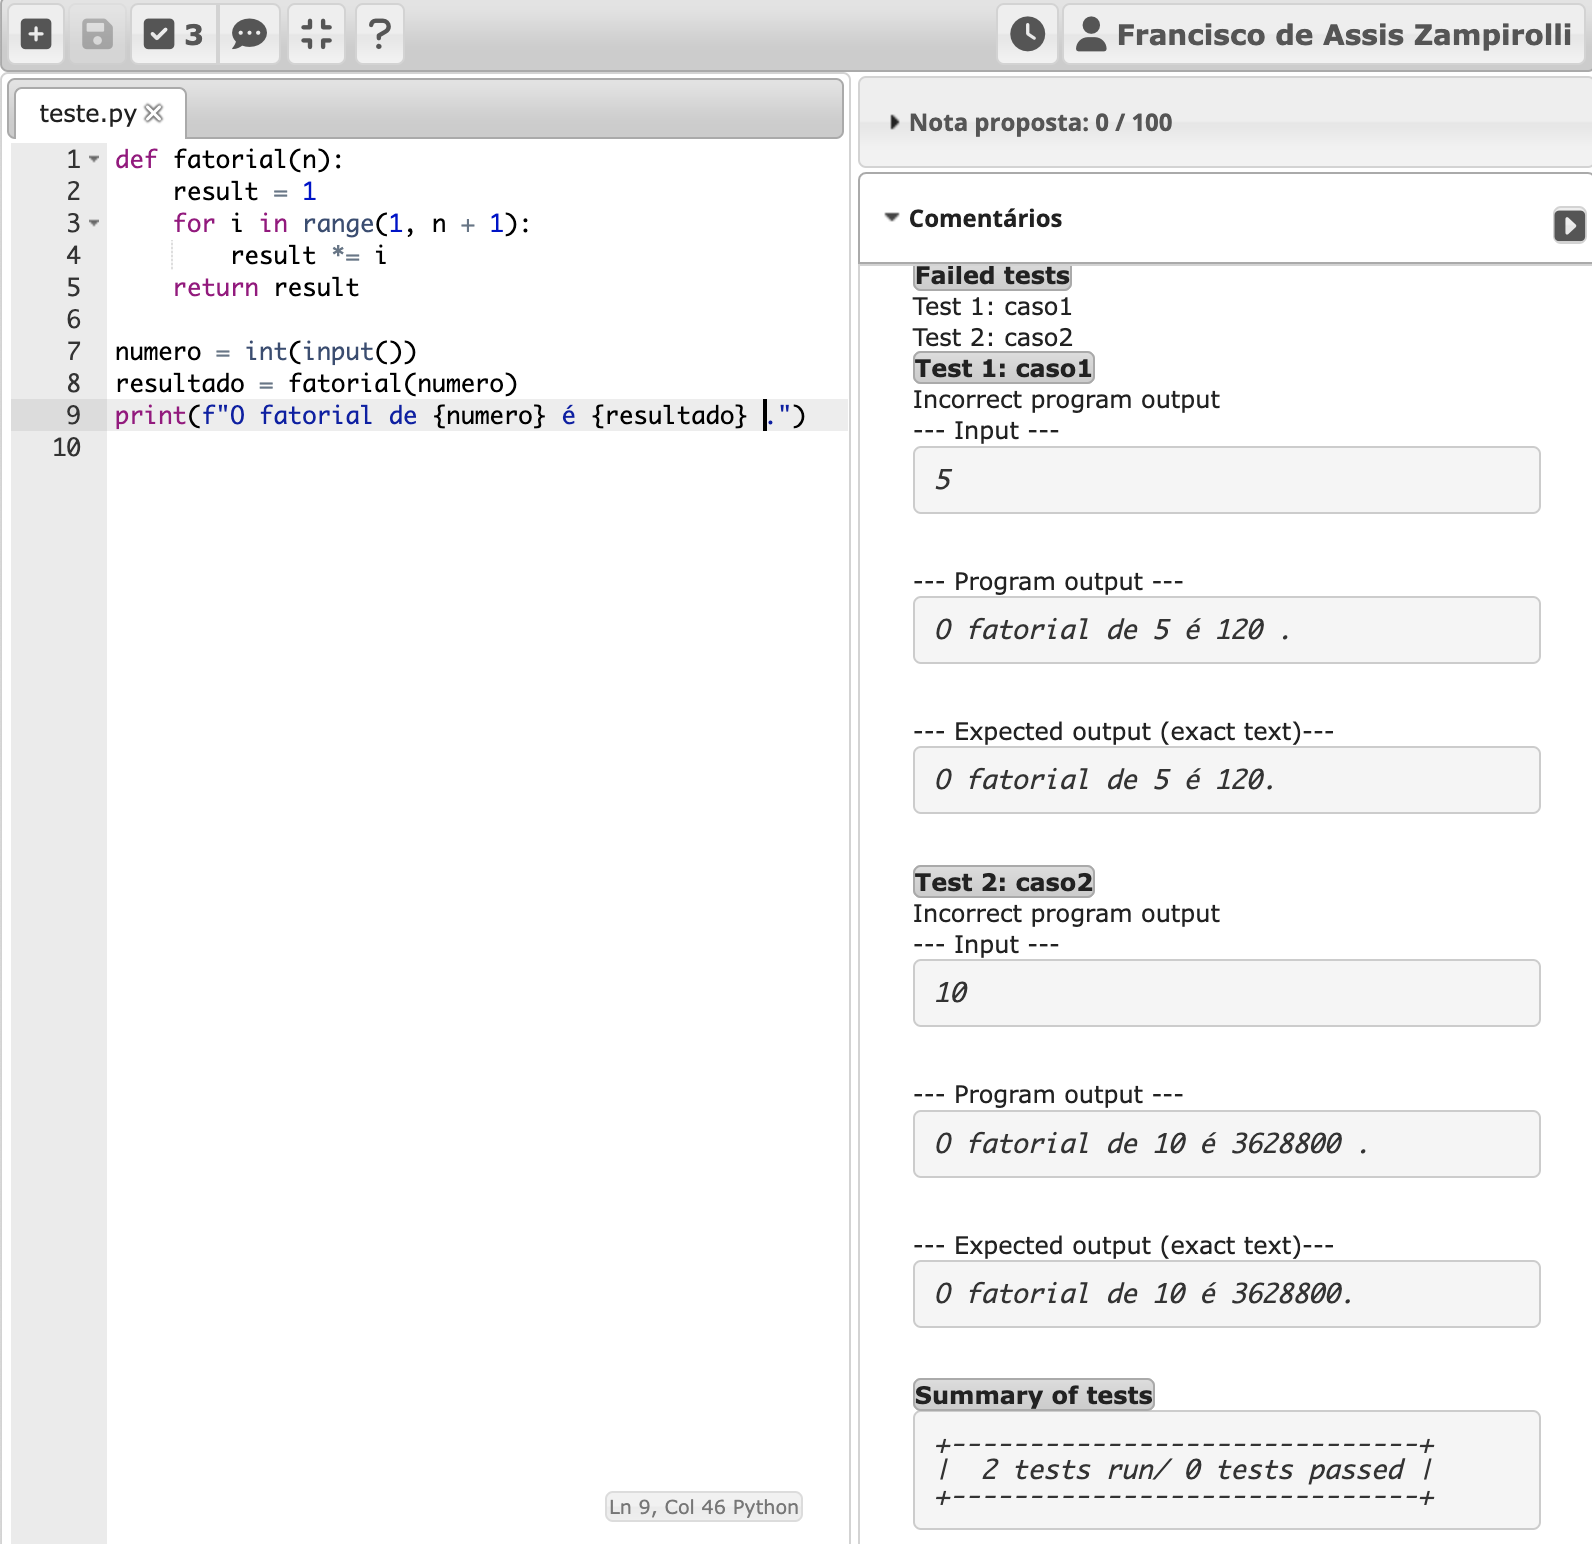 3
?
Francisco de Assis Zampirolli
teste.py
1 def fatorial(n):
2     result = 1
3     for i in range(1, n + 1):
4         result *= i
5     return result
6
7 numero = int(input())
8 resultado = fatorial(numero)
9 print(f"O fatorial de {numero} é {resultado} .")
10
Ln 9, Col 46 Python
Nota proposta: 0 / 100
Comentários
Failed tests
Test 1: caso1
Test 2: caso2
Test 1: caso1
Incorrect program output
--- Input ---
5
--- Program output ---
O fatorial de 5 é 120 .
--- Expected output (exact text)---
O fatorial de 5 é 120.
Test 2: caso2
Incorrect program output
--- Input ---
10
--- Program output ---
O fatorial de 10 é 3628800 .
--- Expected output (exact text)---
O fatorial de 10 é 3628800.
Summary of tests
+------------------------------+
|  2 tests run/ 0 tests passed |
+------------------------------+